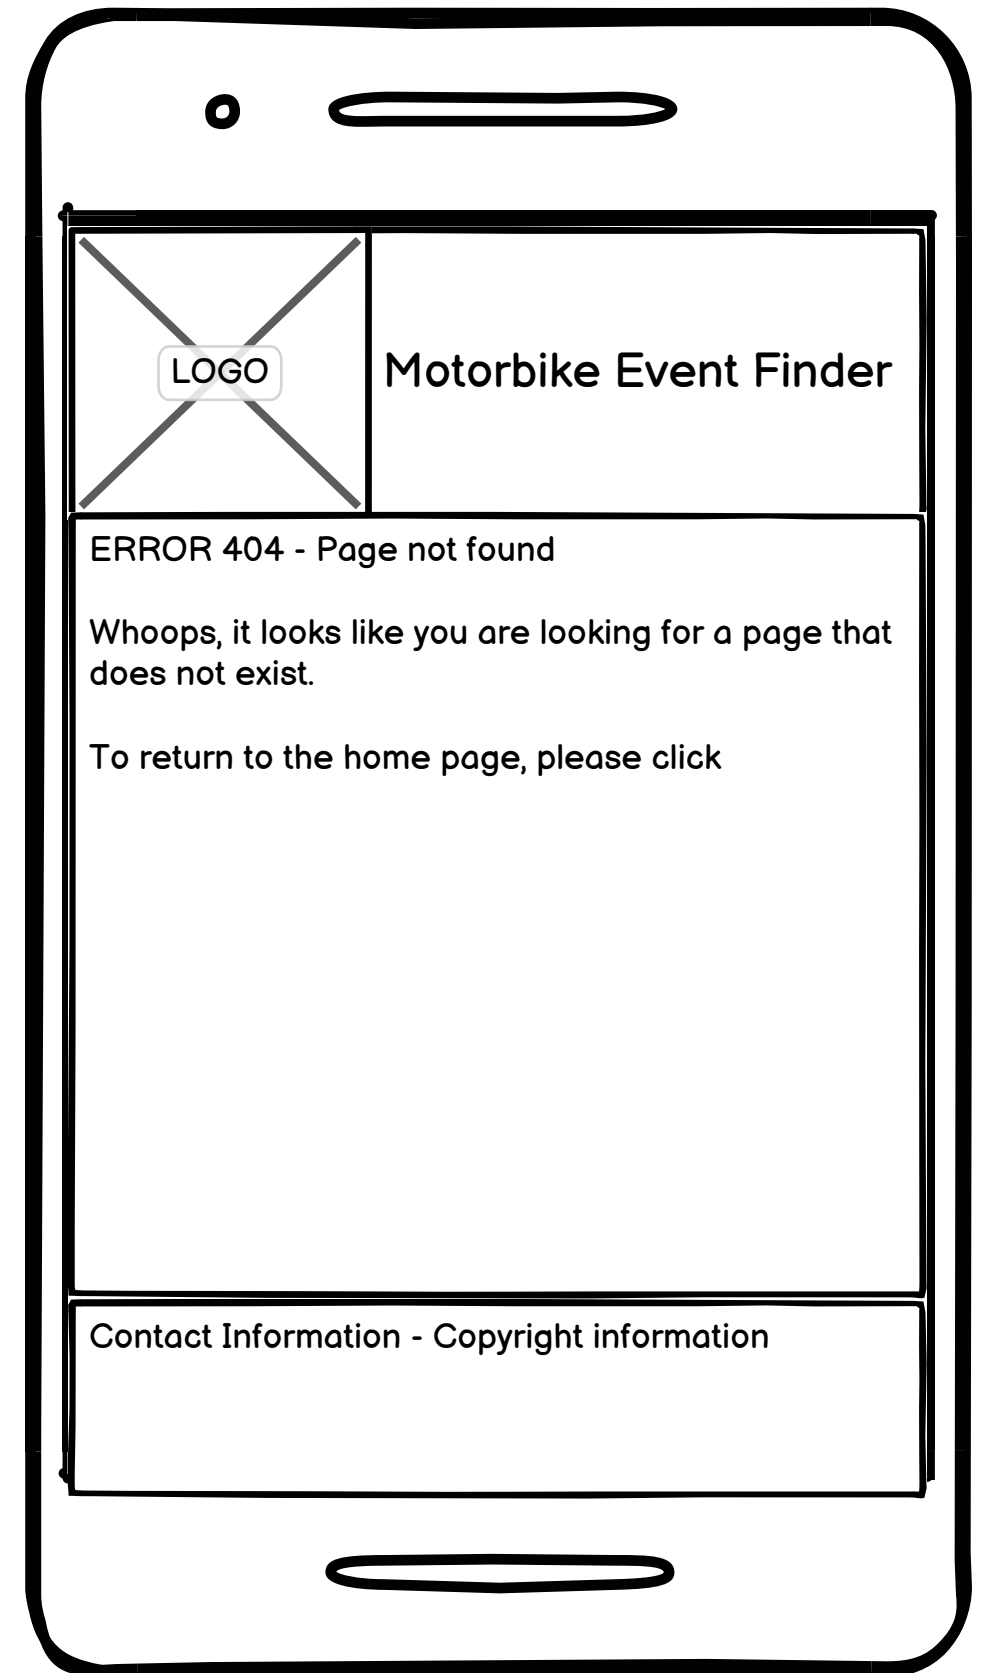 LOGO
Motorbike Event Finder
ERROR 404 - Page not found
Whoops, it looks like you are looking for a page that
does not exist.
To return to the home page, please click
Contact Information - Copyright information